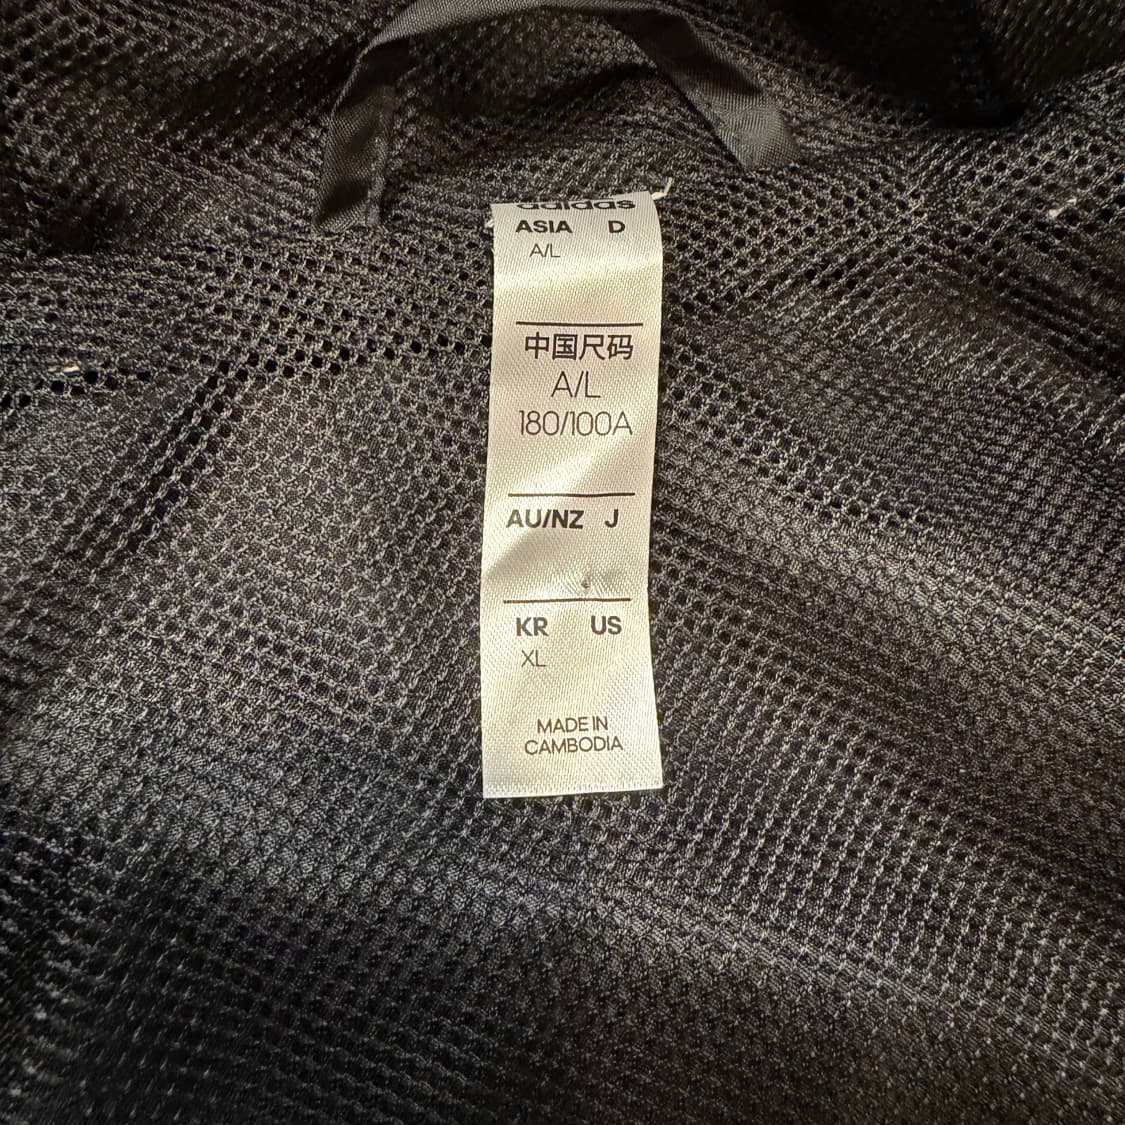 adidas
ASIA D
A/L
中国尺码
A/L
180/100A
AU/NZ J
KR US
XL
MADE IN
CAMBODIA